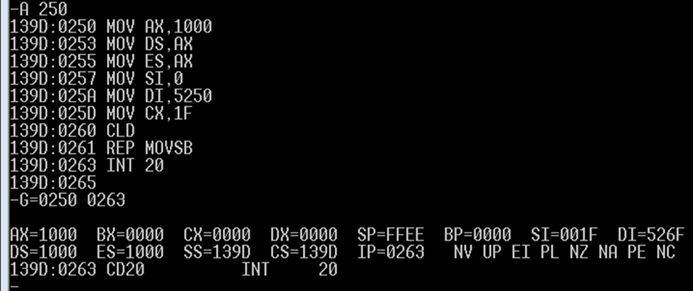 -A 250
139D:0250 MOV AX,1000
139D:0253 MOV DS,AX
139D:0255 MOV ES,AX
139D:0257 MOV SI,0
139D:025A MOV DI,5250
139D:025D MOV CX,1F
139D:0260 CLD
139D:0261 REP MOVSB
139D:0263 INT 20
139D:0265
-G=0250 0263
AX=1000 BX=0000 CX=0000 DX=0000 SP=FFEE BP=0000 SI=001F DI=526F
DS=1000 ES=1000 SS=139D CS=139D IP=0263 NV UP EI PL NZ NA PE NC
139D:0263 CD20 INT 20
-